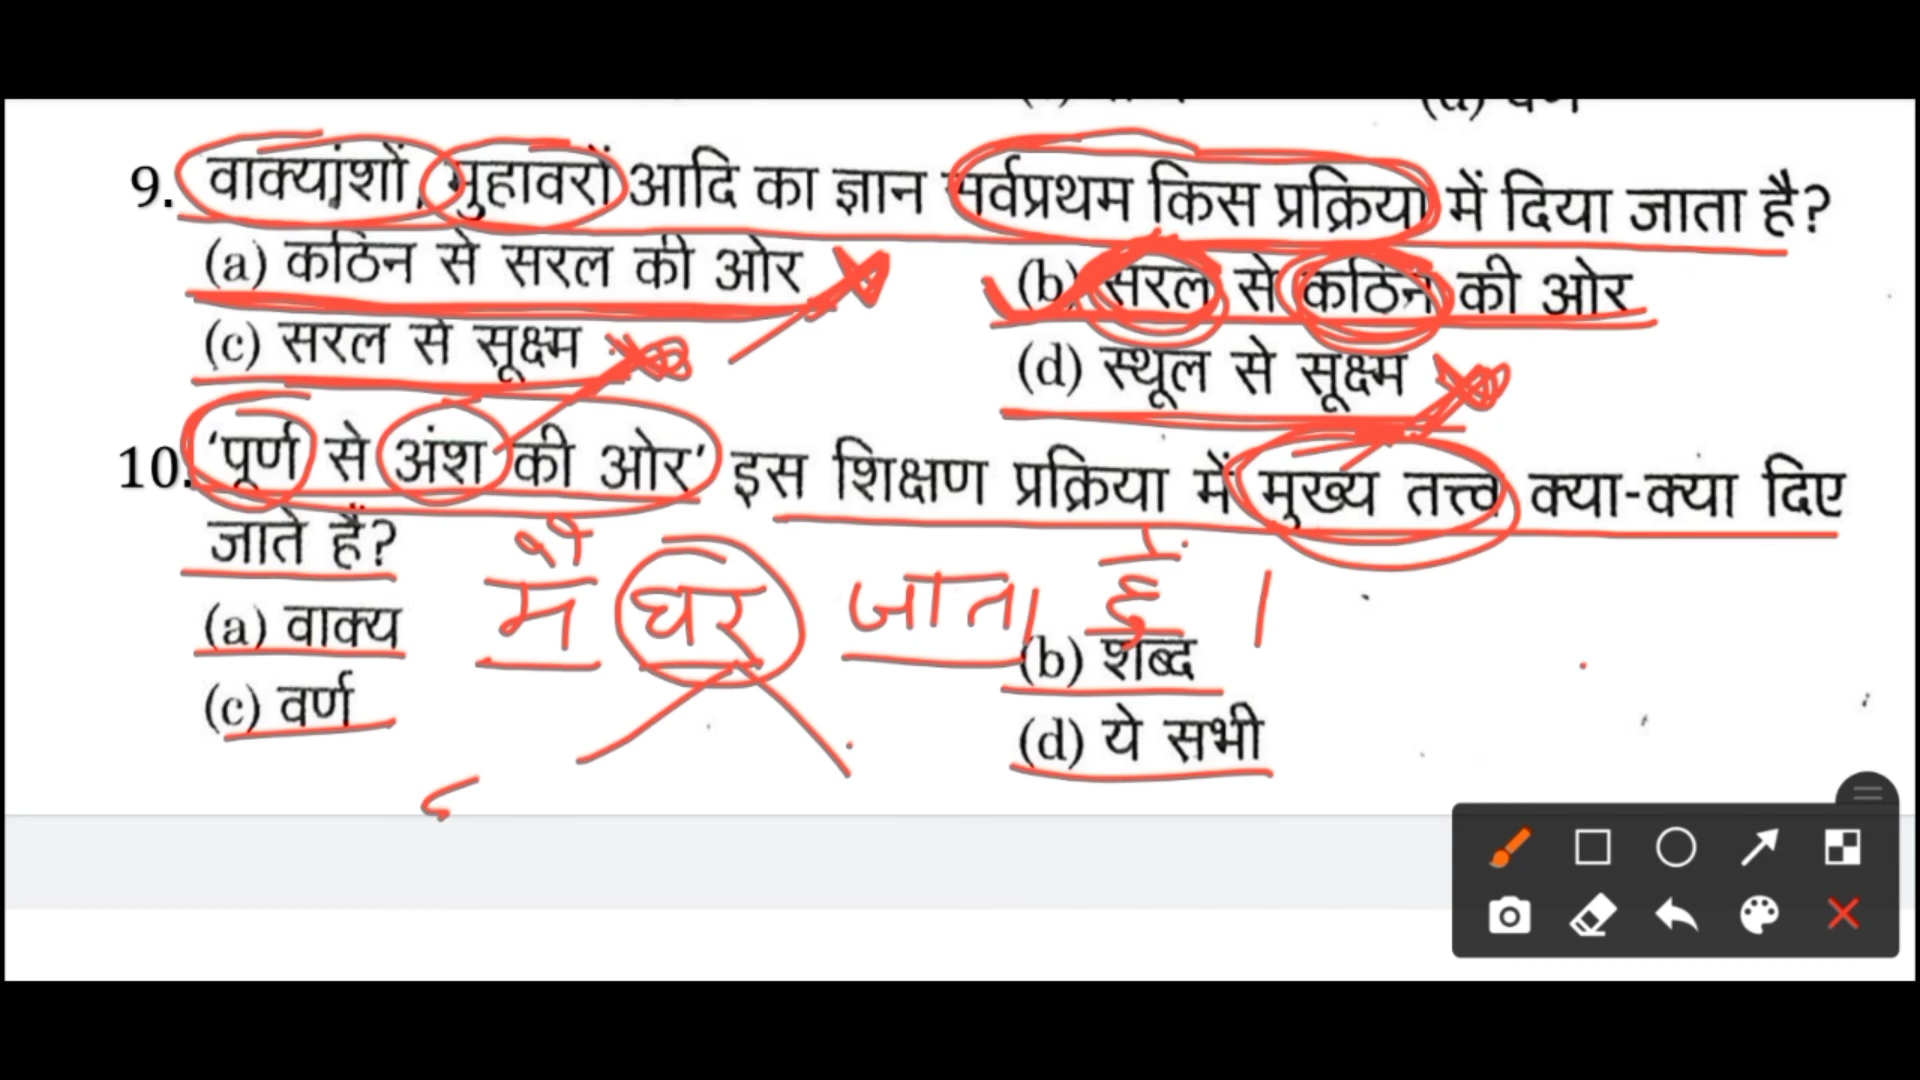 9. वाक्यांशों, मुहावरों आदि का ज्ञान सर्वप्रथम किस प्रक्रिया में दिया जाता है?
(a) कठिन से सरल की ओर
(b) सरल से कठिन की ओर
(c) सरल से सूक्ष्म
(d) स्थूल से सूक्ष्म
10. 'पूर्ण से अंश की ओर' इस शिक्षण प्रक्रिया में मुख्य तत्त्व क्या-क्या दिए
जाते हैं?
मैं घर जाता हूँ ।
(a) वाक्य
(b) शब्द
(c) वर्ण
(d) ये सभी